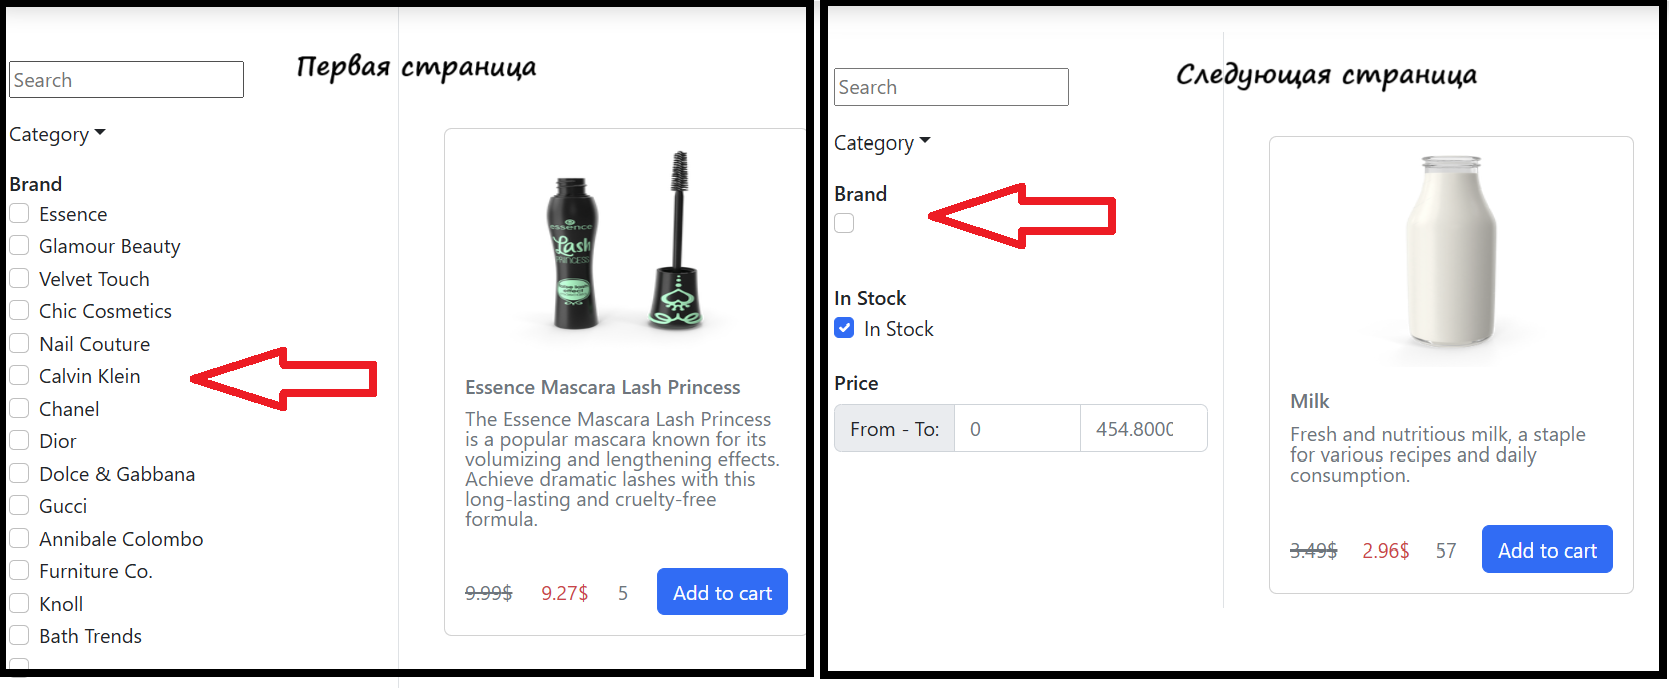 Первая страница
Search
Category
Brand
Essence
Glamour Beauty
Velvet Touch
Chic Cosmetics
Nail Couture
Calvin Klein
Chanel
Dior
Dolce & Gabbana
Gucci
Annibale Colombo
Furniture Co.
Knoll
Bath Trends
essence
Lash
PRINCESS
Essence Mascara Lash Princess
The Essence Mascara Lash Princess
is a popular mascara known for its
volumizing and lengthening effects.
Achieve dramatic lashes with this
long-lasting and cruelty-free
formula.
9.99$ 9.27$ 5 Add to cart
Следующая страница
Search
Category
Brand
In Stock
In Stock
Price
From - To: 0 454.800
Milk
Fresh and nutritious milk, a staple
for various recipes and daily
consumption.
3.49$ 2.96$ 57 Add to cart